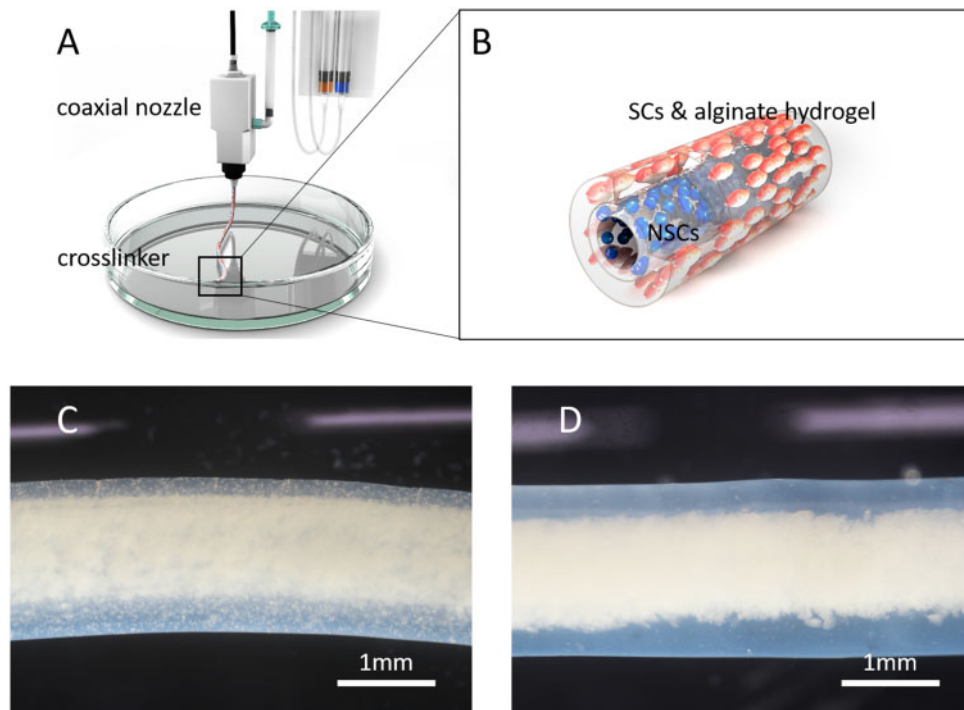 A
coaxial nozzle
crosslinker
B
SCs & alginate hydrogel
NSCs
C
1mm
D
1mm